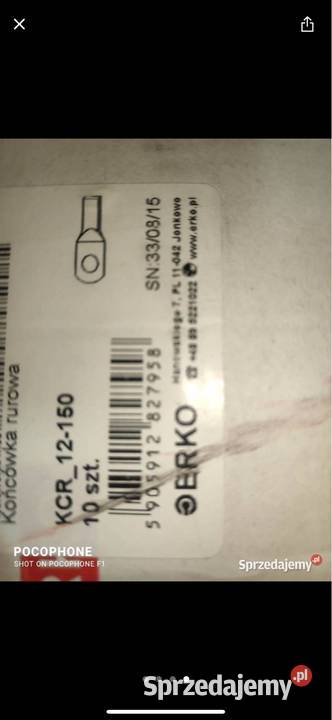 Końcówka rurowa
KCR_12-150
10 szt.
5 905912 827958
SN:33/08/15
ERKO
Hanowskiego 7, PL 11-042 Jonkowo
+48 89 5221022 www.erko.pl
POCOPHONE
SHOT ON POCOPHONE F1
Sprzedajemy.pl
Sprzedajemy.pl